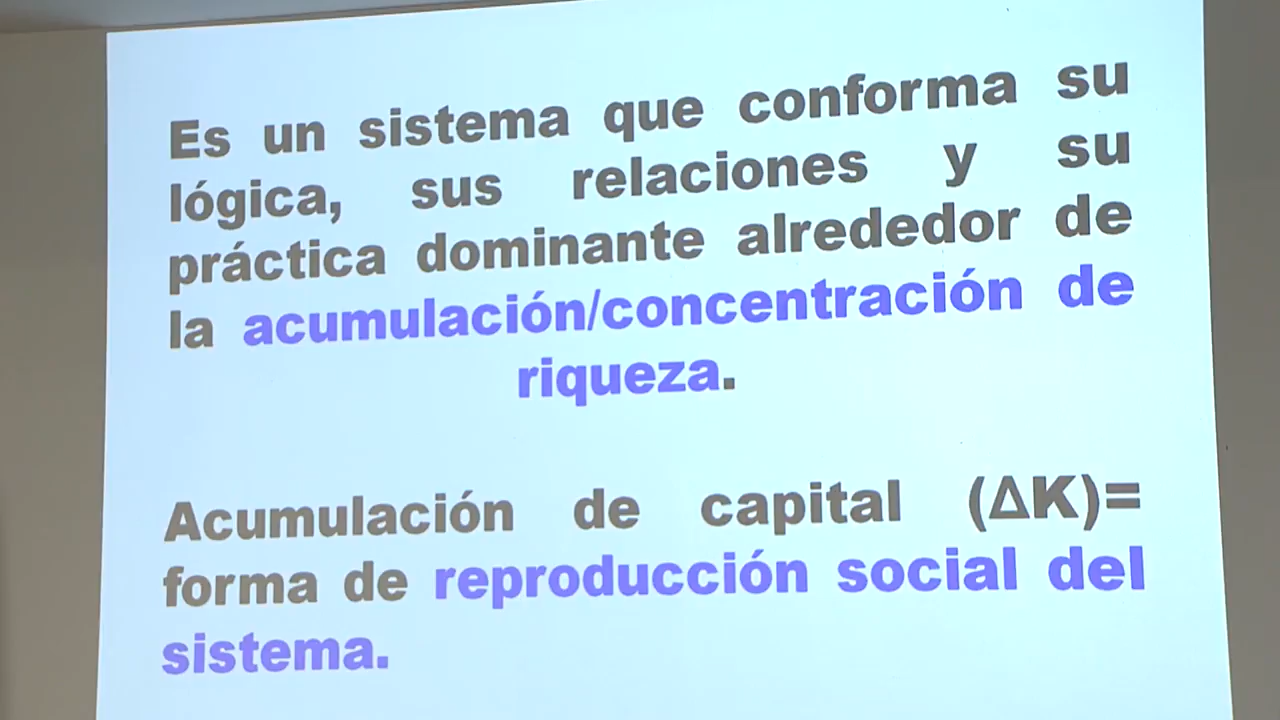 Es un sistema que conforma su
lógica, sus relaciones y su
práctica dominante alrededor de
la acumulación/concentración de
riqueza.
Acumulación de capital (ΔK)=
forma de reproducción social del
sistema.